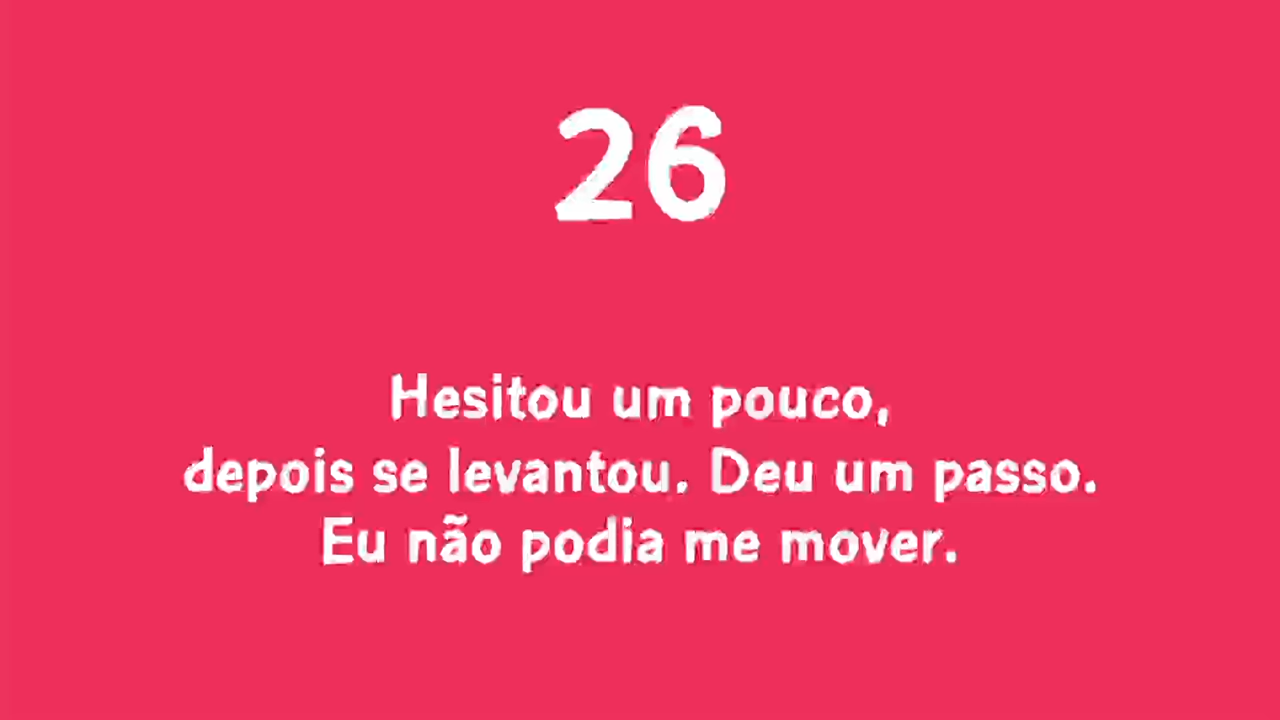 26
Hesitou um pouco,
depois se levantou. Deu um passo.
Eu não podia me mover.